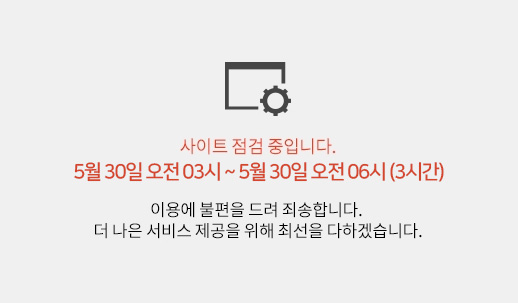 사이트 점검 중입니다.
5월 30일 오전 03시 ~ 5월 30일 오전 06시 (3시간)
이용에 불편을 드려 죄송합니다.
더 나은 서비스 제공을 위해 최선을 다하겠습니다.